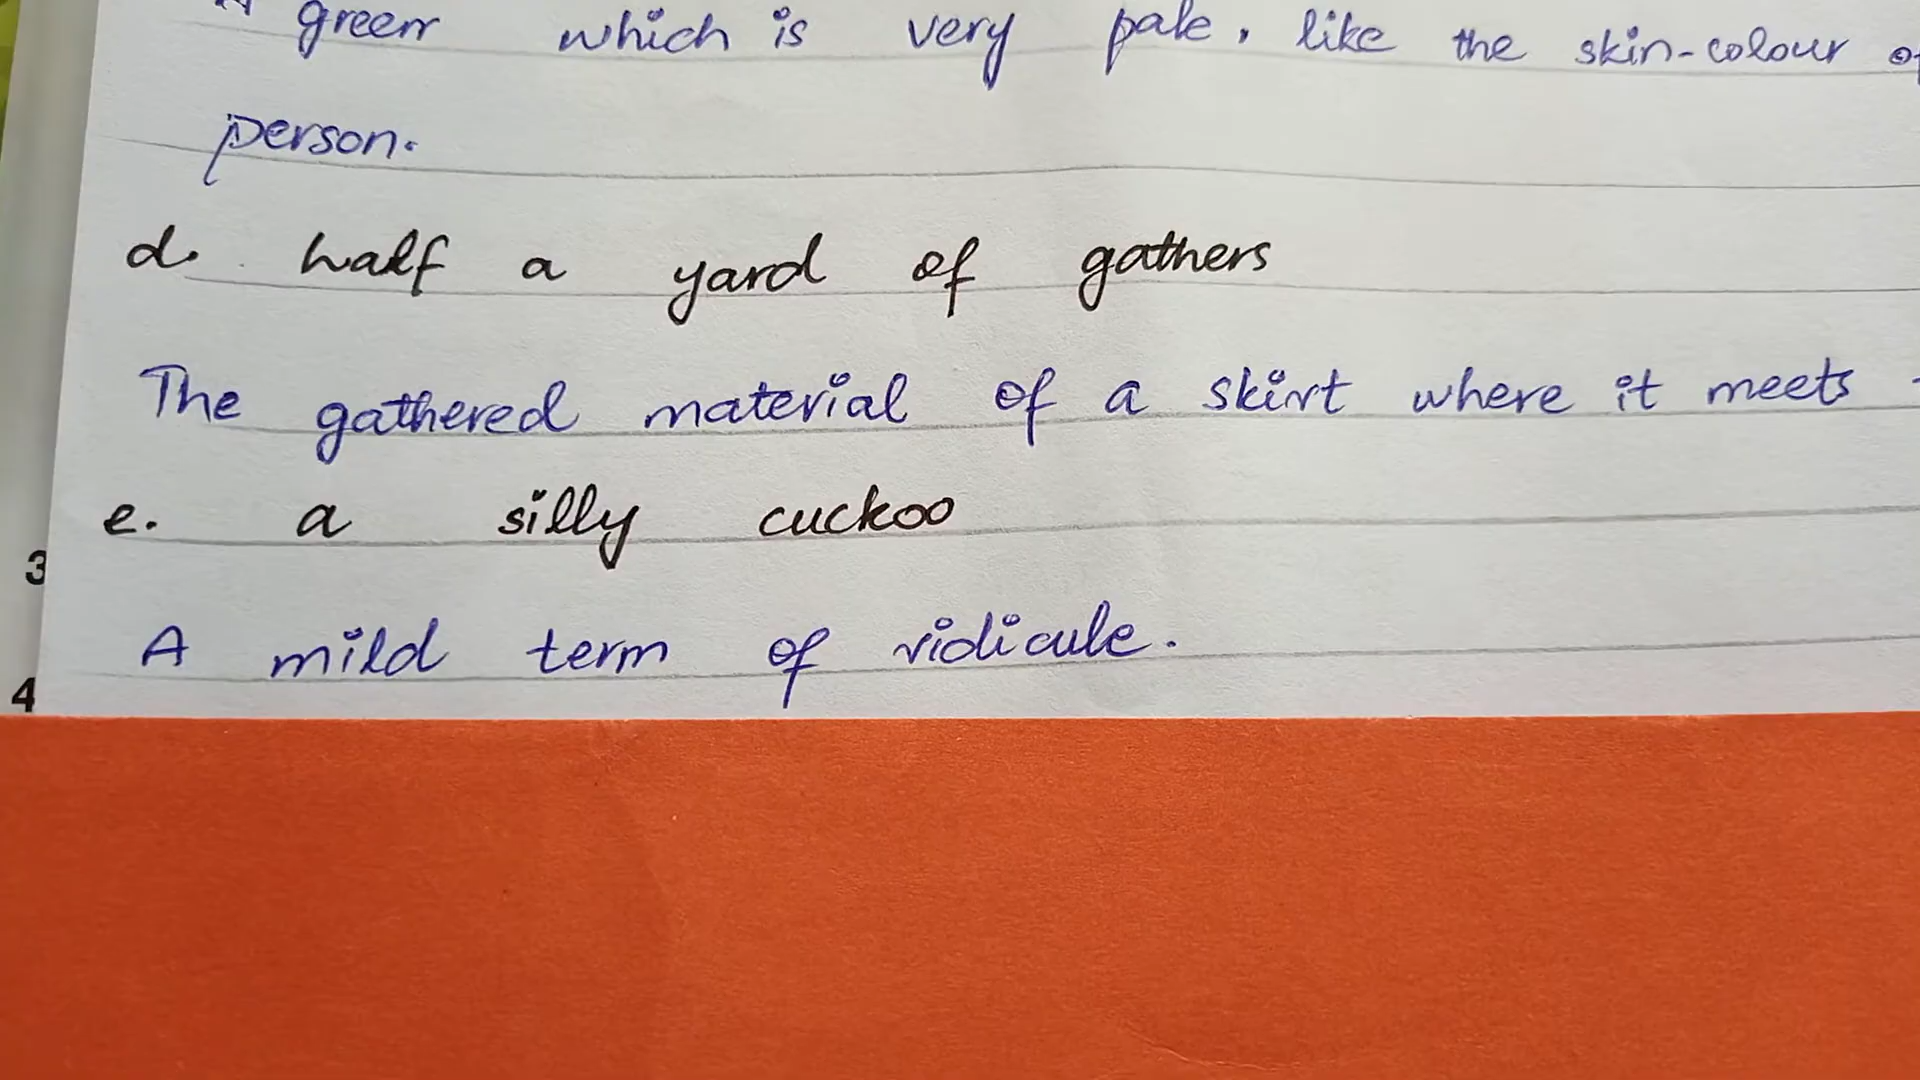 A green which is very pale, like the skin-colour of
person.
d. half a yard of gathers
The gathered material of a skirt where it meets
e. a silly cuckoo
3
A mild term of ridicule.
4